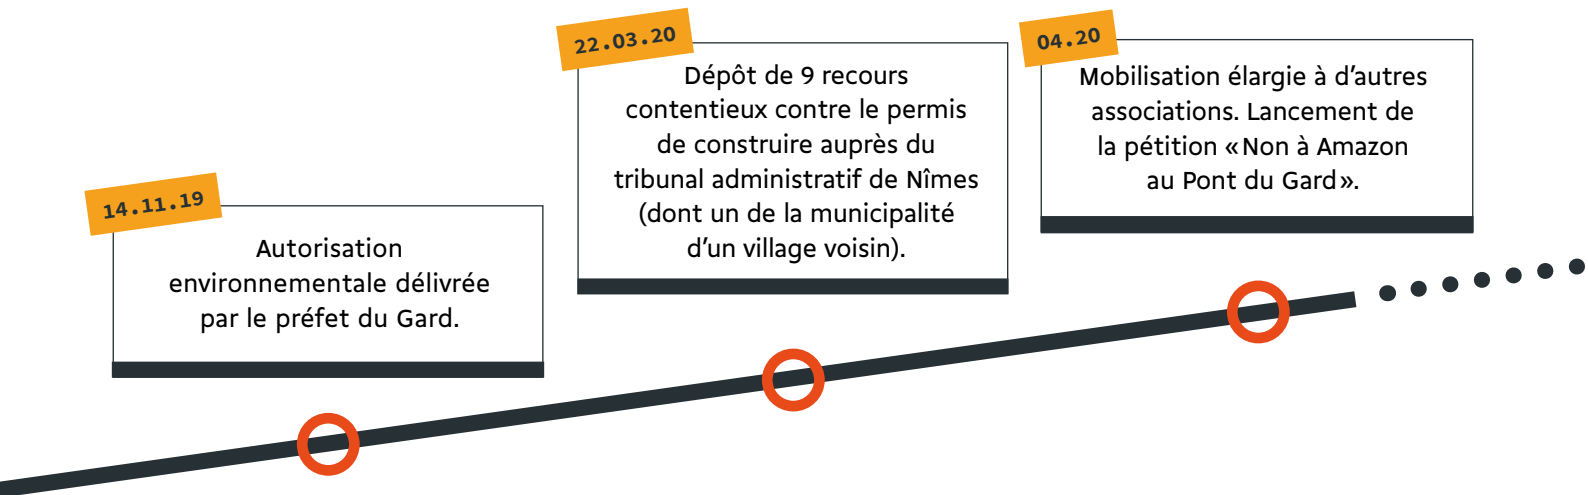 14.11.19
Autorisation
environnementale délivrée
par le préfet du Gard.
22.03.20
Dépôt de 9 recours
contentieux contre le permis
de construire auprès du
tribunal administratif de Nîmes
(dont un de la municipalité
d’un village voisin).
04.20
Mobilisation élargie à d’autres
associations. Lancement de
la pétition «Non à Amazon
au Pont du Gard».